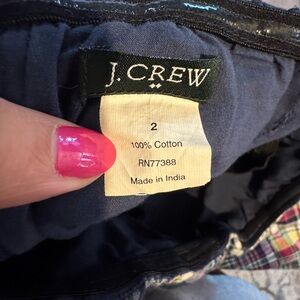 J. CREW
2
100% Cotton
RN77388
Made in India